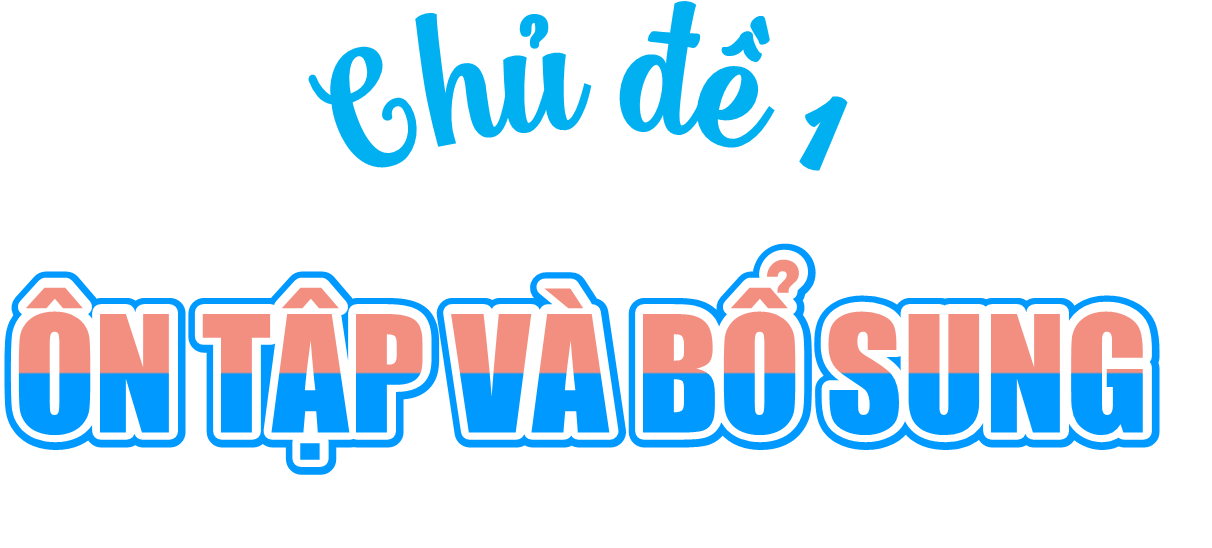 Chủ đề 1
ÔN TẬP VÀ BỔ SUNG